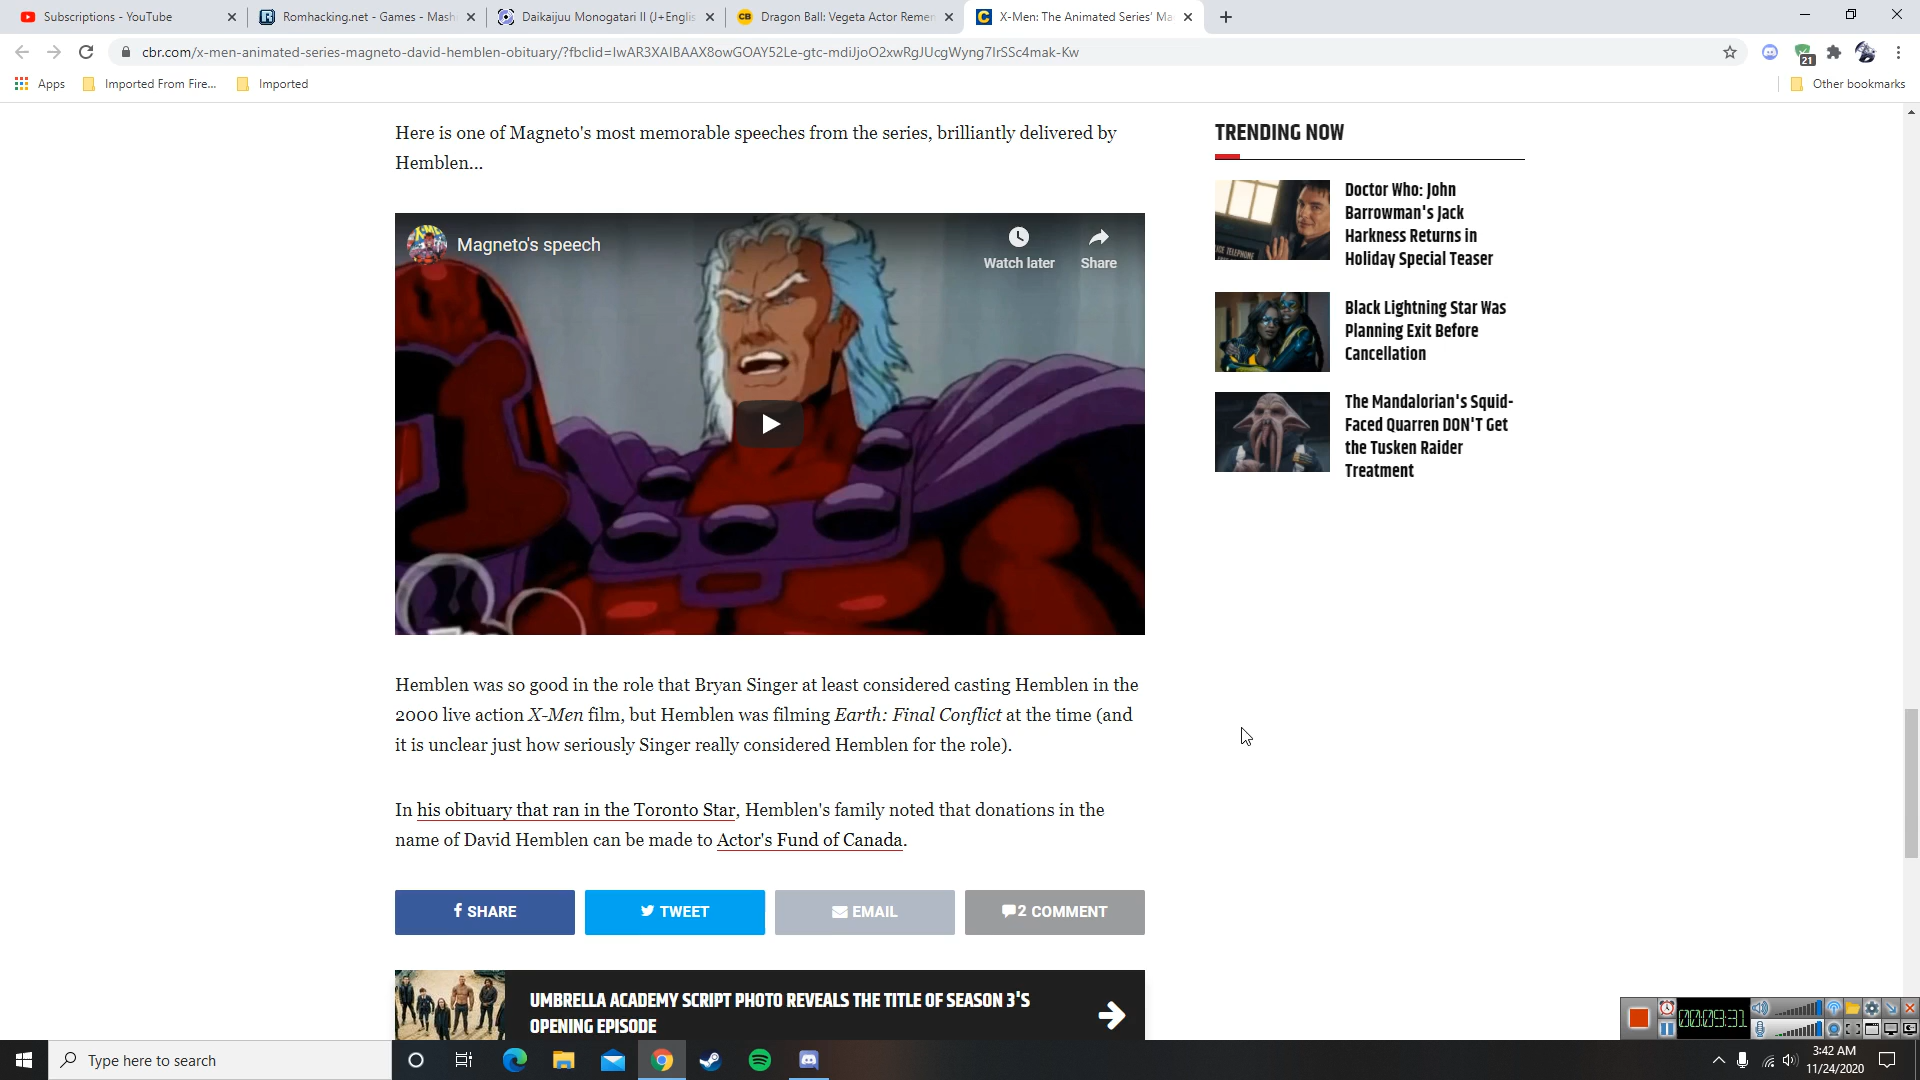 Subscriptions - YouTube
Romhacking.net - Games - Mash
Daikaijuu Monogatari II (J+Englis
Dragon Ball: Vegeta Actor Remem
X-Men: The Animated Series' Ma
cbr.com/x-men-animated-series-magneto-david-hemblen-obituary/?fbclid=IwAR3XAIBAAX8owGOAY52Le-gtc-mdiJjoO2xwRgJUcgWyng7IrSSc4mak-Kw
21
Apps
Imported From Fire...
Imported
Other bookmarks
Here is one of Magneto's most memorable speeches from the series, brilliantly delivered by
Hemblen...
Magneto's speech
Watch later
Share
Hemblen was so good in the role that Bryan Singer at least considered casting Hemblen in the
2000 live action X-Men film, but Hemblen was filming Earth: Final Conflict at the time (and
it is unclear just how seriously Singer really considered Hemblen for the role).
In his obituary that ran in the Toronto Star, Hemblen's family noted that donations in the
name of David Hemblen can be made to Actor's Fund of Canada.
SHARE
TWEET
EMAIL
2 COMMENT
UMBRELLA ACADEMY SCRIPT PHOTO REVEALS THE TITLE OF SEASON 3'S
OPENING EPISODE
TRENDING NOW
Doctor Who: John
Barrowman's Jack
Harkness Returns in
Holiday Special Teaser
Black Lightning Star Was
Planning Exit Before
Cancellation
The Mandalorian's Squid-
Faced Quarren DON'T Get
the Tusken Raider
Treatment
00:09:31
Type here to search
3:42 AM
11/24/2020